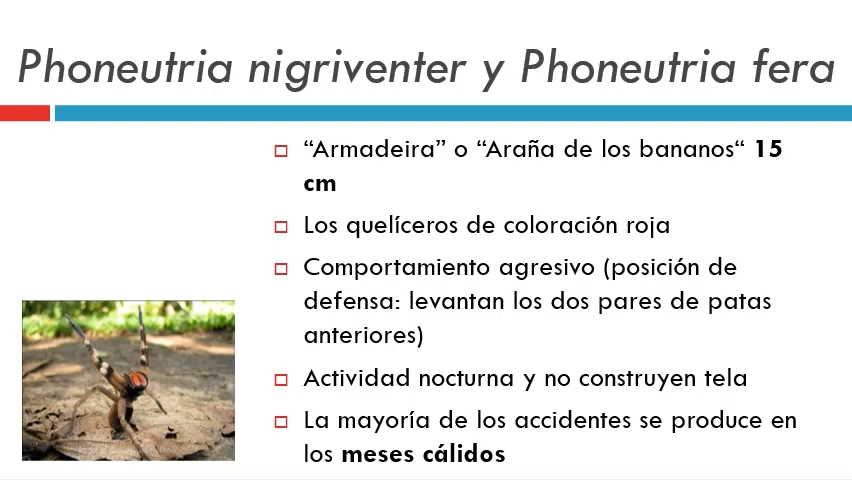 Phoneutria nigriventer y Phoneutria fera
“Armadeira” o “Araña de los bananos“ 15
cm
Los quelíceros de coloración roja
Comportamiento agresivo (posición de
defensa: levantan los dos pares de patas
anteriores)
Actividad nocturna y no construyen tela
La mayoría de los accidentes se produce en
los meses cálidos